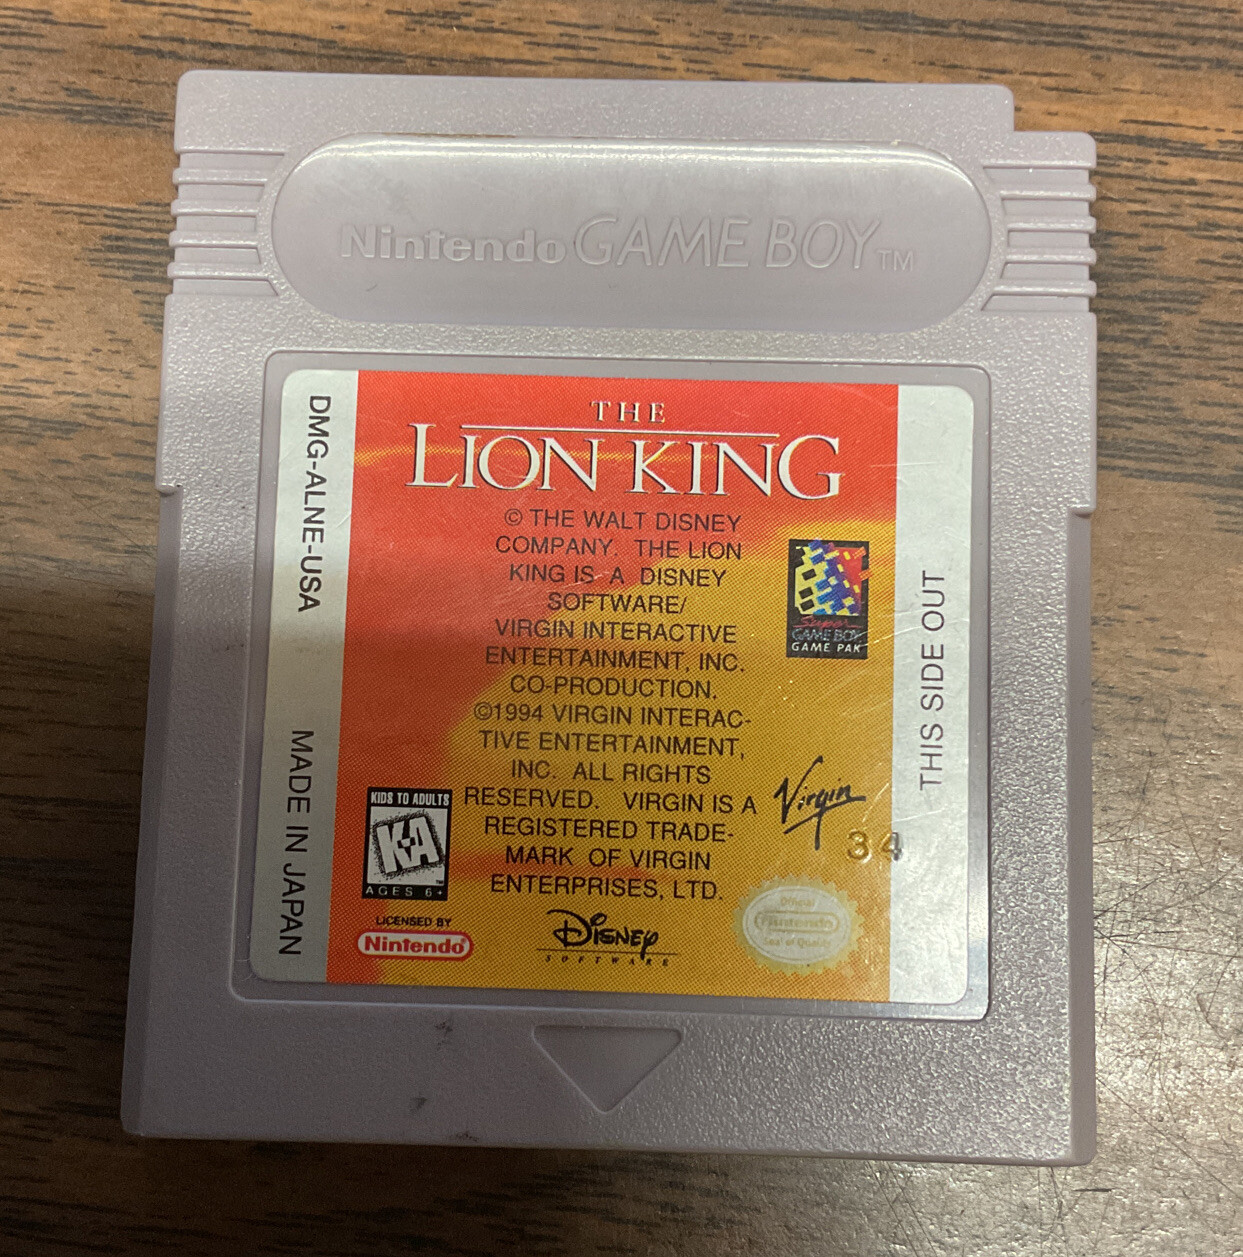 Nintendo GAME BOY TM
DMG-ALNE-USA
MADE IN JAPAN
THE
LION KING
© THE WALT DISNEY
COMPANY. THE LION
KING IS A DISNEY
SOFTWARE/
VIRGIN INTERACTIVE
ENTERTAINMENT, INC.
CO-PRODUCTION.
©1994 VIRGIN INTERAC-
TIVE ENTERTAINMENT,
INC. ALL RIGHTS
RESERVED. VIRGIN IS A
REGISTERED TRADE-
MARK OF VIRGIN
ENTERPRISES, LTD.
Super
GAME BOY
GAME PAK
THIS SIDE OUT
Virgin
34
KIDS TO ADULTS
K-A
AGES 6+
LICENSED BY
Nintendo®
DISNEY
SOFTWARE
Official
Nintendo
Seal of Quality